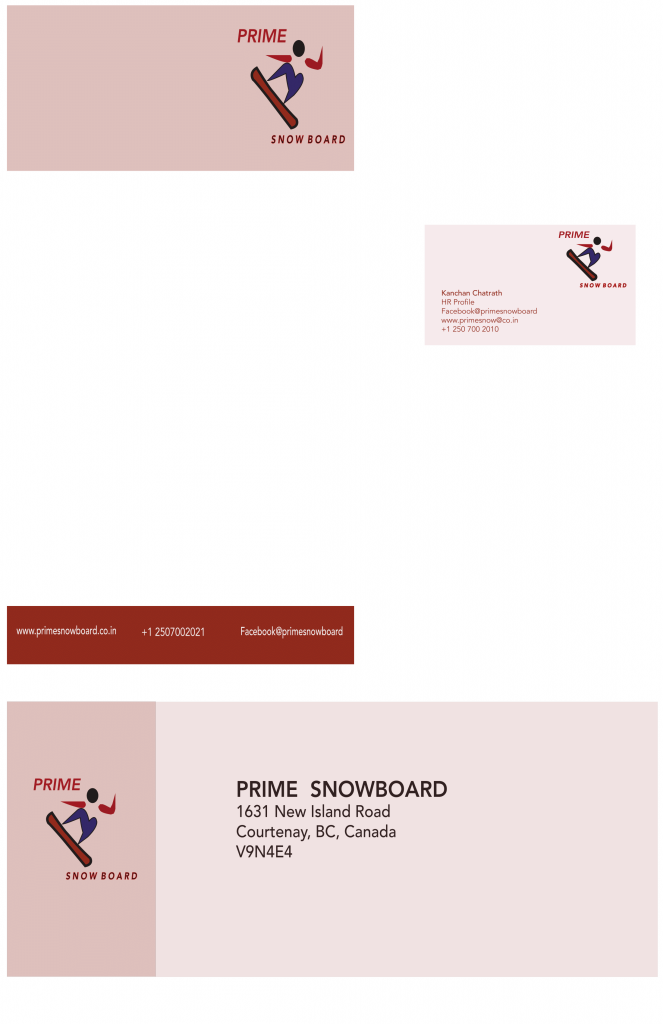 PRIME
SNOW BOARD
PRIME
SNOW BOARD
Kanchan Chatrath
HR Profile
Facebook@primesnowboard
www.primesnow@co.in
+1 250 700 2010
www.primesnowboard.co.in +1 2507002021 Facebook@primesnowboard
PRIME
SNOW BOARD
PRIME SNOWBOARD
1631 New Island Road
Courtenay, BC, Canada
V9N4E4